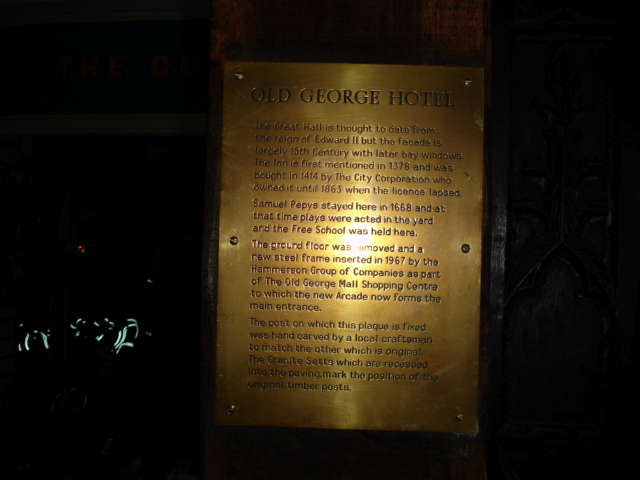 THE OU
OLD GEORGE HOTEL
The Great Hall is thought to date from
the reign of Edward II but the facade is
largely 15th Century with later bay windows.
The Inn is first mentioned in 1378 and was
bought in 1414 by The City Corporation who
owned it until 1863 when the licence lapsed.
Samuel Pepys stayed here in 1668 and at
that time plays were acted in the yard
and the Free School was held here.
The ground floor was removed and a
new steel frame inserted in 1967 by the
Hammerson Group of Companies as part
of The Old George Mall Shopping Centre
to which the new Arcade now forms the
main entrance.
The post on which this plaque is fixed
was hand carved by a local craftsman
to match the other which is original.
The Granite Setts which are recessed
into the paving mark the position of the
original timber posts.